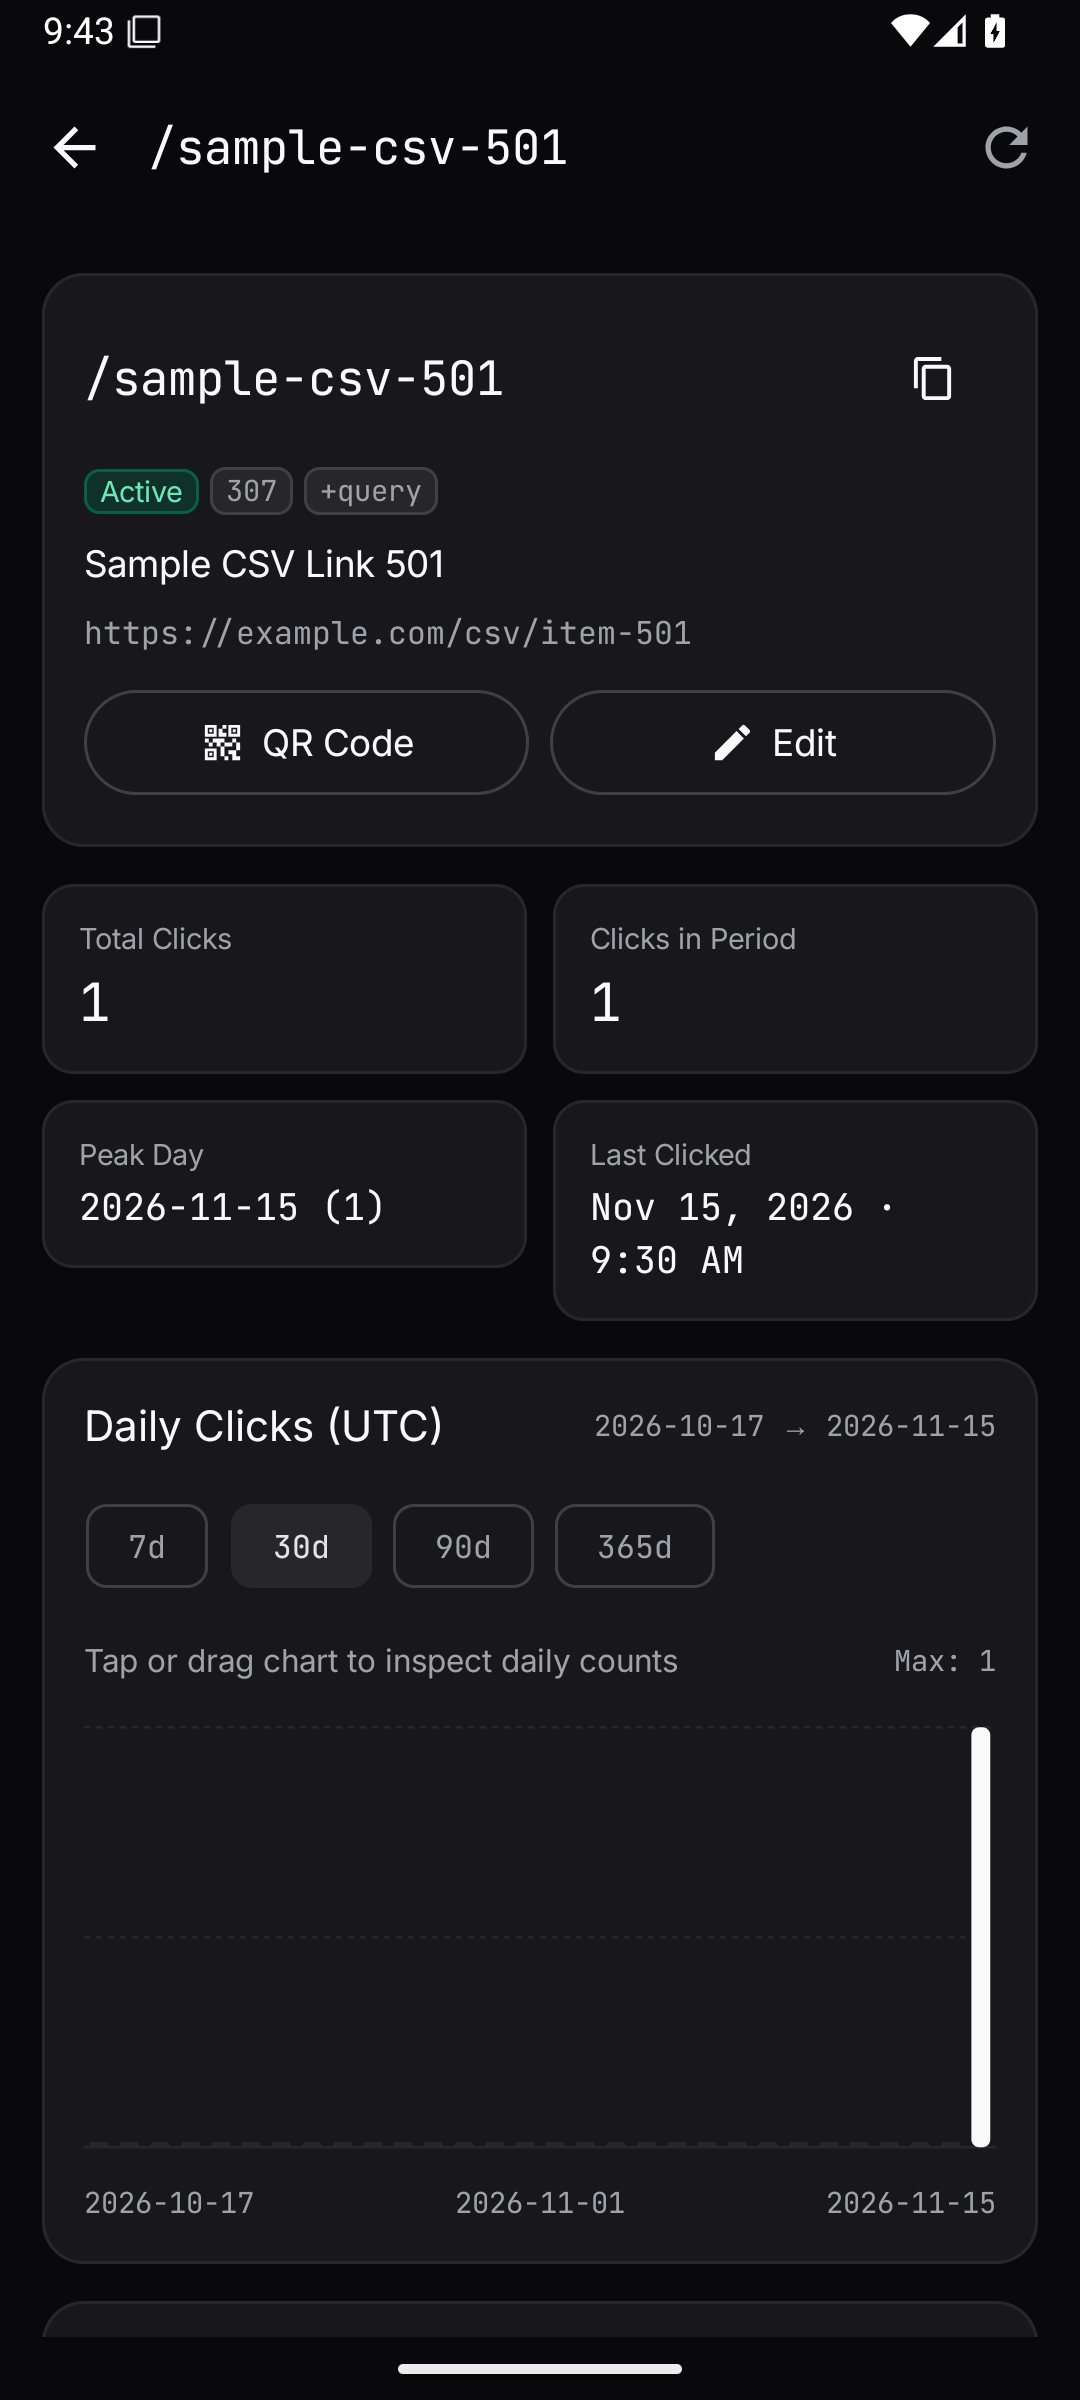 9:43
/sample-csv-501
/sample-csv-501
Active 307 +query
Sample CSV Link 501
https://example.com/csv/item-501
QR Code Edit
Total Clicks
1
Clicks in Period
1
Peak Day
2026-11-15 (1)
Last Clicked
Nov 15, 2026 ·
9:30 AM
Daily Clicks (UTC) 2026-10-17 → 2026-11-15
7d 30d 90d 365d
Tap or drag chart to inspect daily counts Max: 1
2026-10-17 2026-11-01 2026-11-15